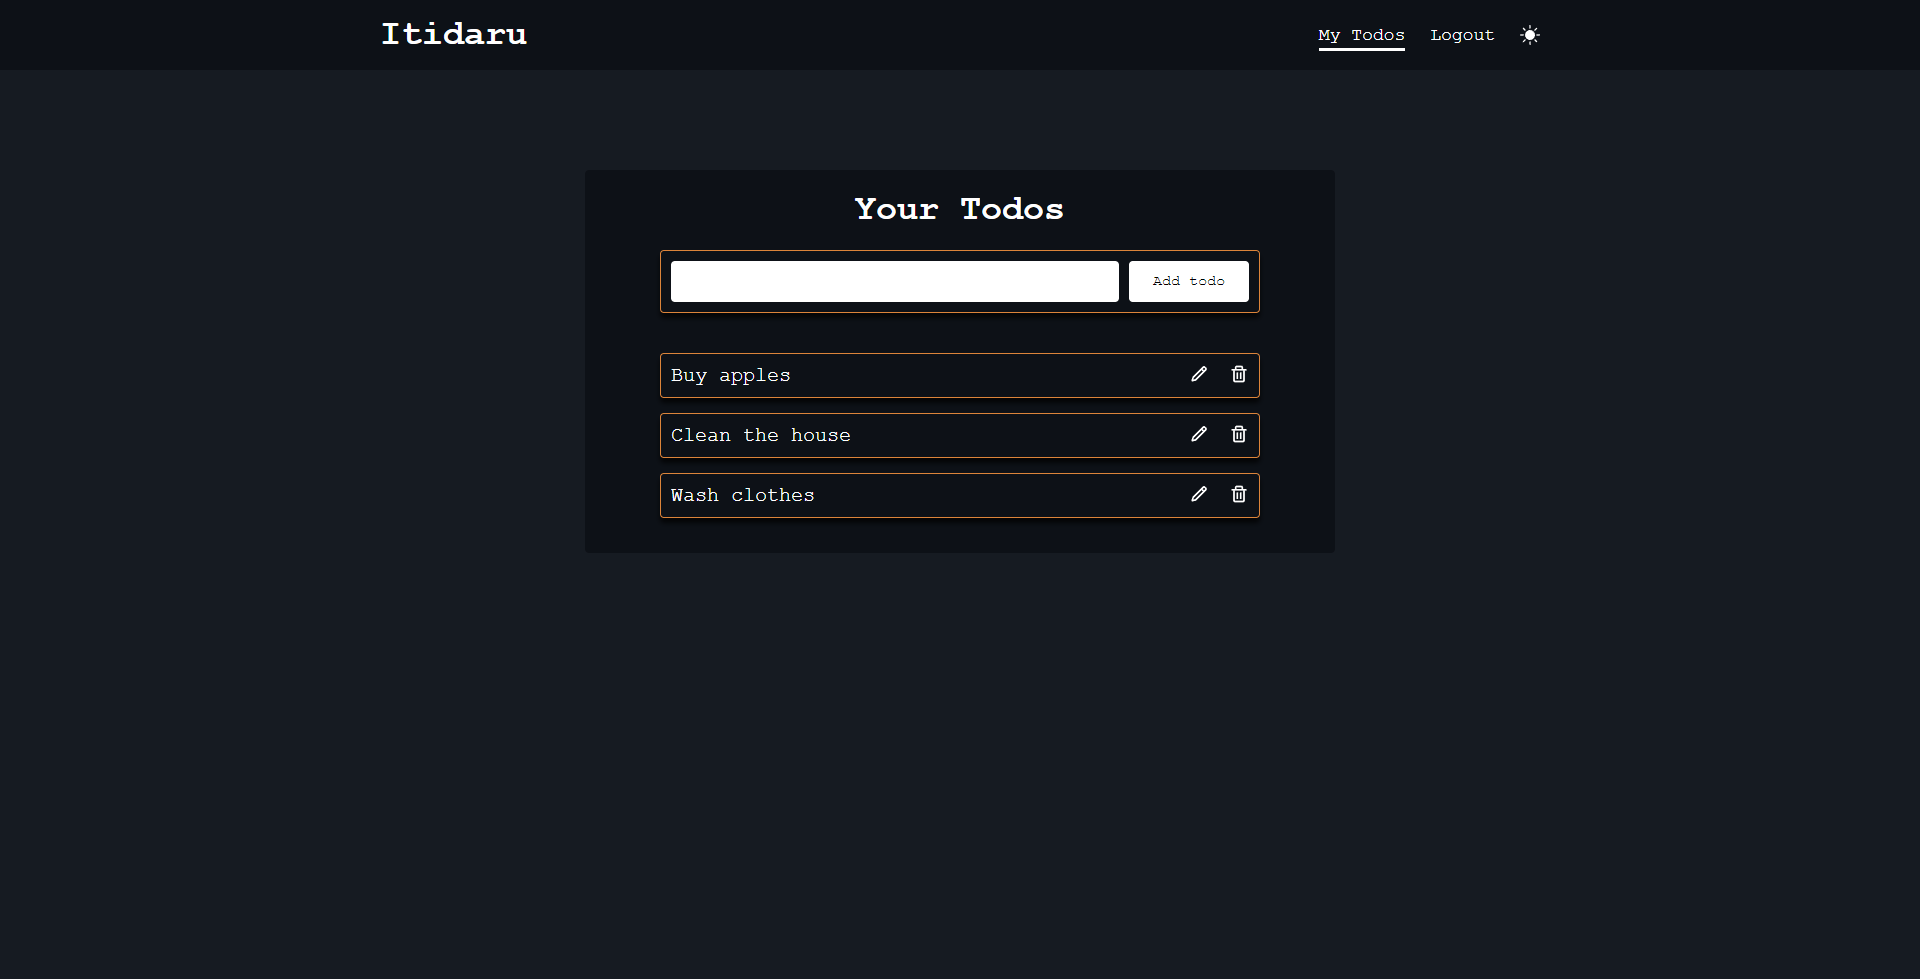 Itidaru
My Todos
Logout
Your Todos
Add todo
Buy apples
Clean the house
Wash clothes